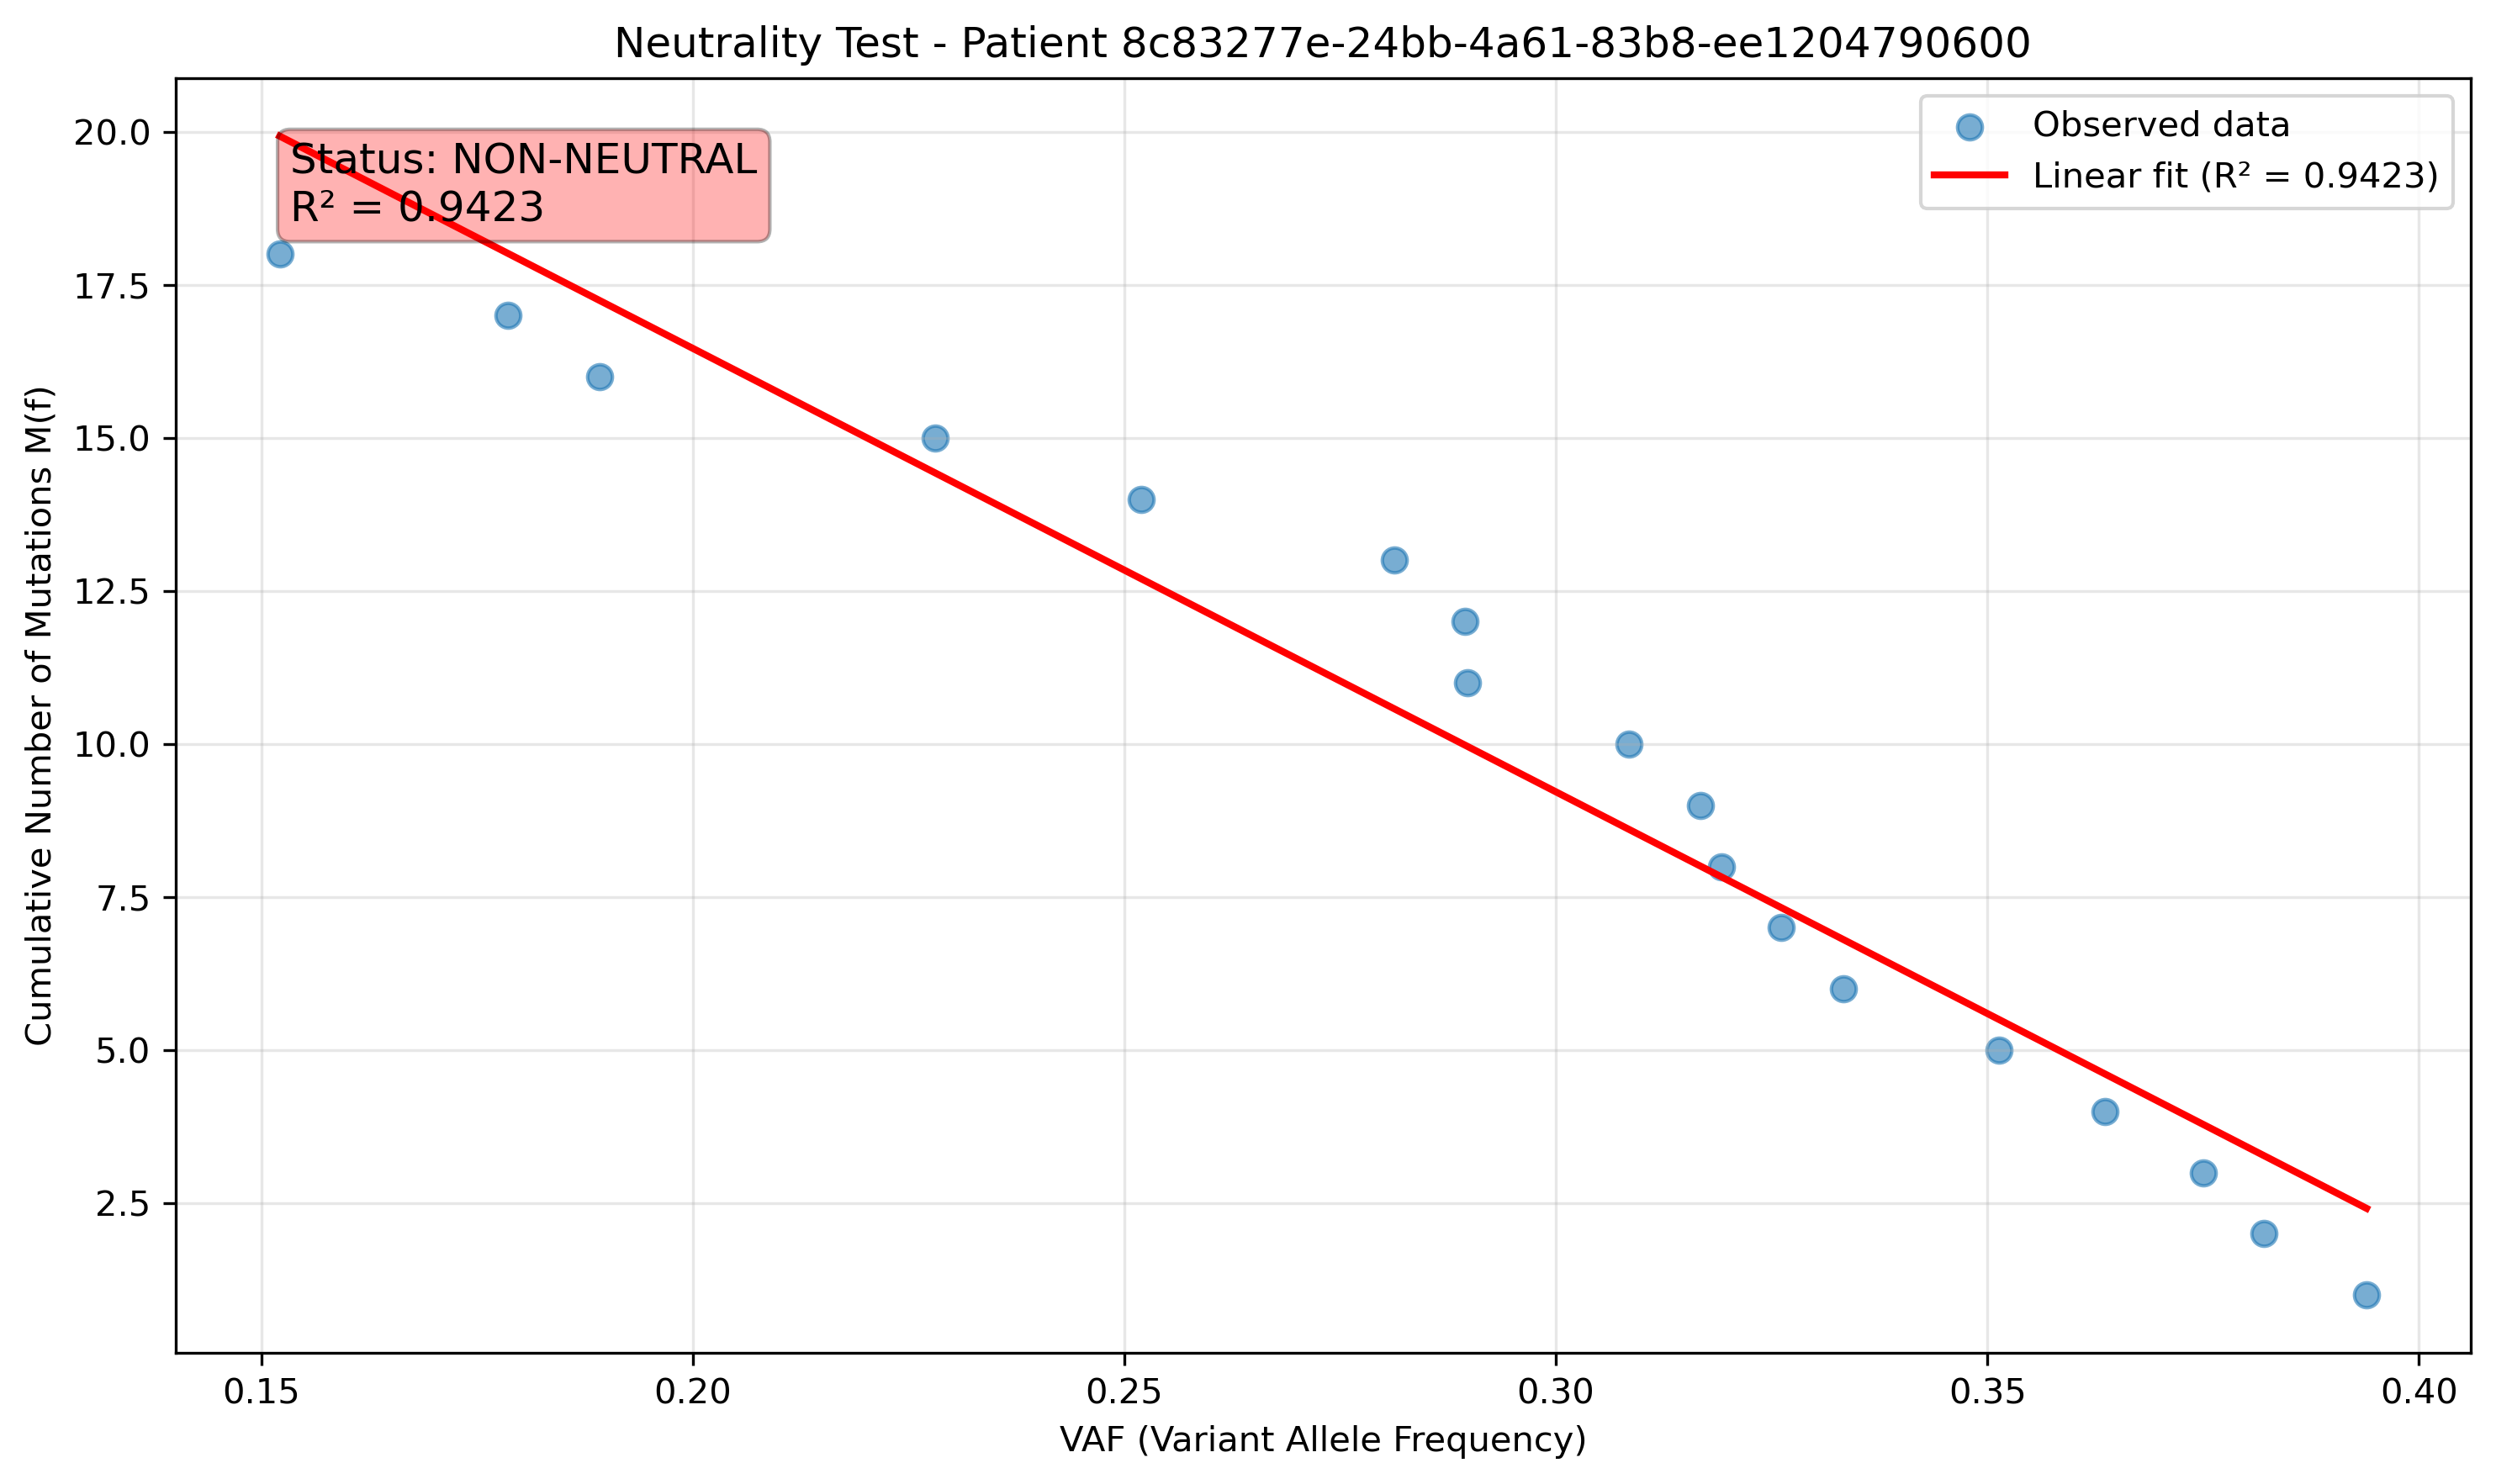 Neutrality Test - Patient 8c83277e-24bb-4a61-83b8-ee1204790600
Status: NON-NEUTRAL
R² = 0.9423
Observed data
Linear fit (R² = 0.9423)
Cumulative Number of Mutations M(f)
20.0
17.5
15.0
12.5
10.0
7.5
5.0
2.5
0.15
0.20
0.25
0.30
0.35
0.40
VAF (Variant Allele Frequency)